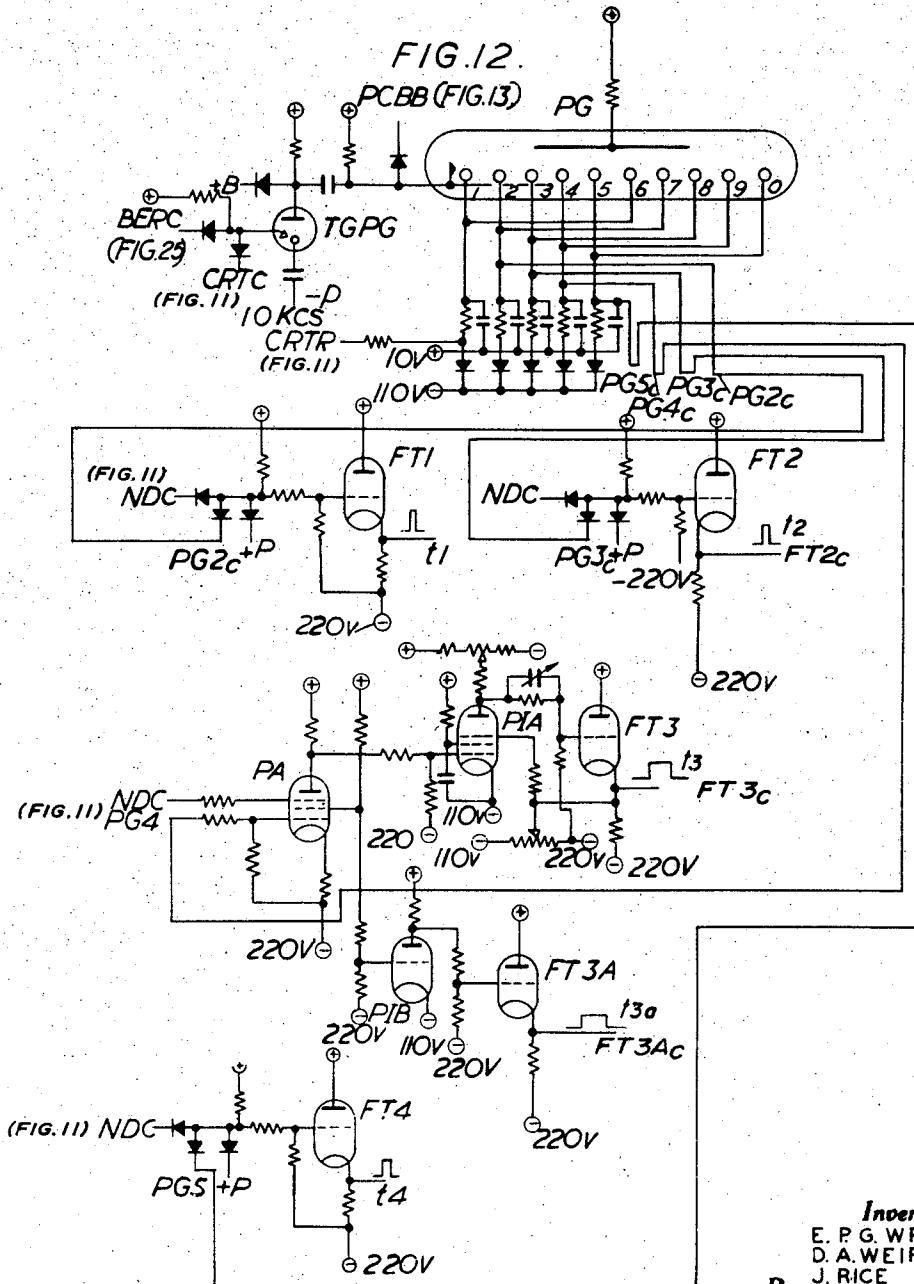 FIG.12.
PCBB (FIG.13)
PG
+B
1 2 3 4 5 6 7 8 9 0
BERC
(FIG.25)
TGPG
CRTC
(FIG.11)
-P
10KCS
CRTR
(FIG.11)
10V
110V
PG5c
PG4c
PG3c
PG2c
FT1
FT2
(FIG.11)
NDC
NDC
PG2c +P
t1
PG3c +P
-220V
t2
FT2c
220V
220V
PIA
FT3
PA
t3
FT3c
(FIG.11) NDC
PG4
220
110V
110V
220V
220V
220V
FT3A
PIB
220V
110V
220V
t3a
FT3Ac
220V
FT4
(FIG.11) NDC
PG5 +P
t4
220V
E. P. G. W
D. A. WEI
J. RICE